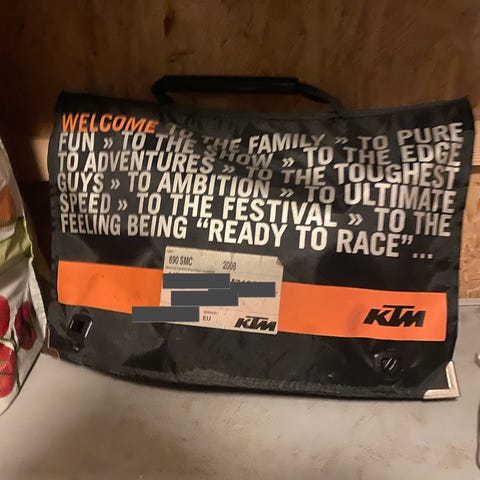 WELCOME TO THE FAMILY » TO PURE
FUN » TO THE SHOW » TO THE EDGE
TO ADVENTURES » TO THE TOUGHEST
GUYS » TO AMBITION » TO ULTIMATE
SPEED » TO THE FESTIVAL » TO THE
FEELING BEING “READY TO RACE”...
690 SMC 2008
EU KTM
KTM